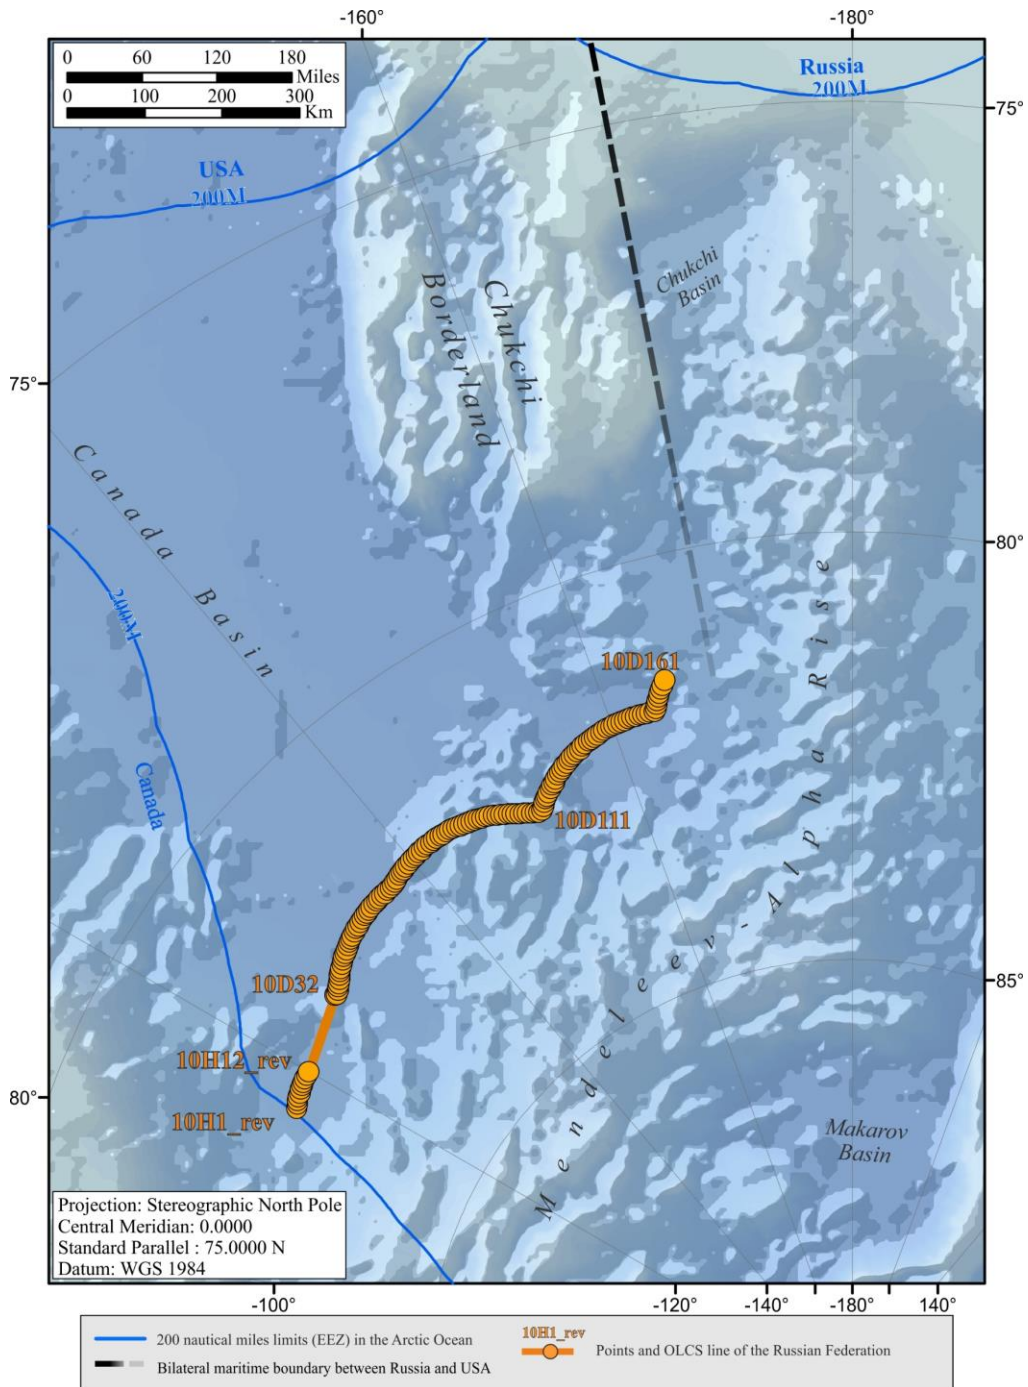 -160°
-180°
0 60 120 180
Miles
0 100 200 300
Km
Russia
200M
75°
USA
200M
Chukchi
Basin
Chukchi
Borderland
75°
Canada Basin
80°
200M
Mendeleev-Alpha Rise
10D161
Canada
10D111
10D32
85°
10H12_rev
80°
10H1_rev
Makarov
Basin
Projection: Stereographic North Pole
Central Meridian: 0.0000
Standard Parallel : 75.0000 N
Datum: WGS 1984
-100°
-120°
-140°
-180°
140°
200 nautical miles limits (EEZ) in the Arctic Ocean
Bilateral maritime boundary between Russia and USA
10H1_rev
Points and OLCS line of the Russian Federation